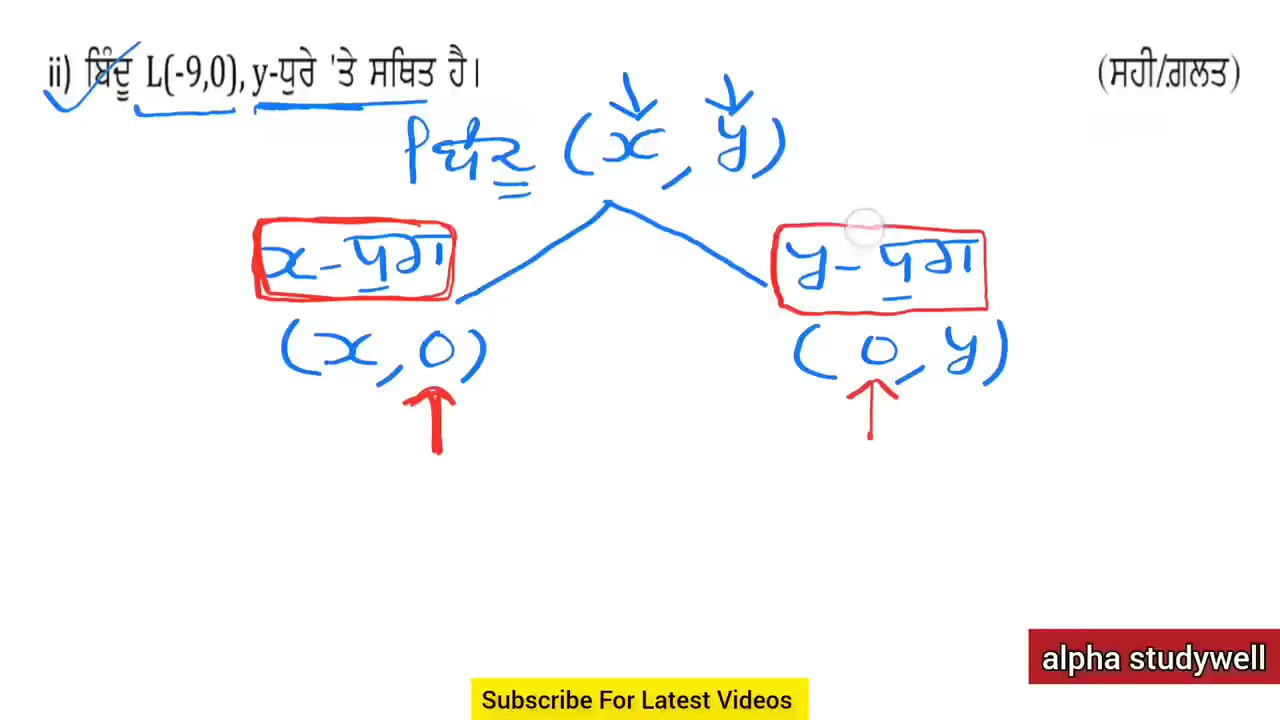 ii) ਬਿੰਦੂ L(-9,0), y-ਧੁਰੇ 'ਤੇ ਸਥਿਤ ਹੈ। (ਸਹੀ/ਗ਼ਲਤ)
(x, y)
x- y-
(x, 0) (0, y)
alpha studywell
Subscribe For Latest Videos